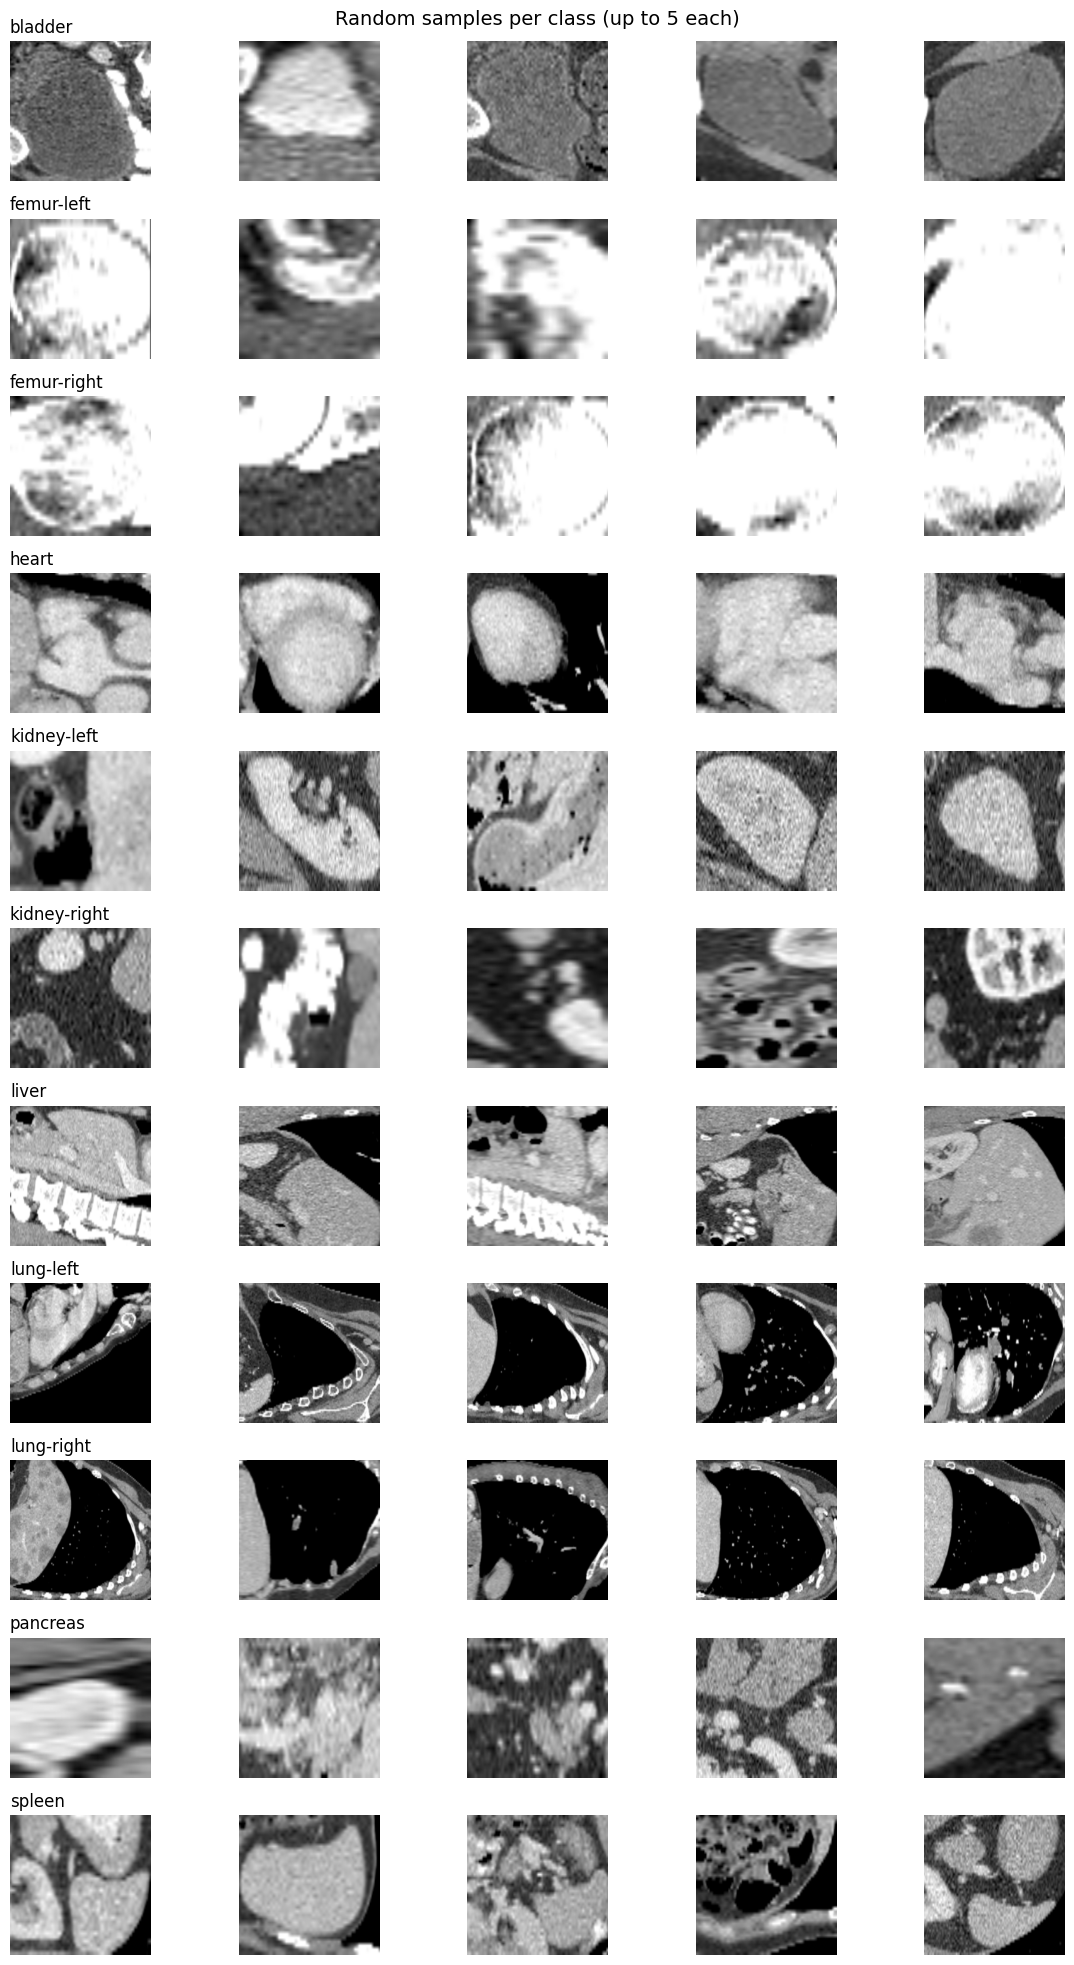 Random samples per class (up to 5 each)
bladder
femur-left
femur-right
heart
kidney-left
kidney-right
liver
lung-left
lung-right
pancreas
spleen